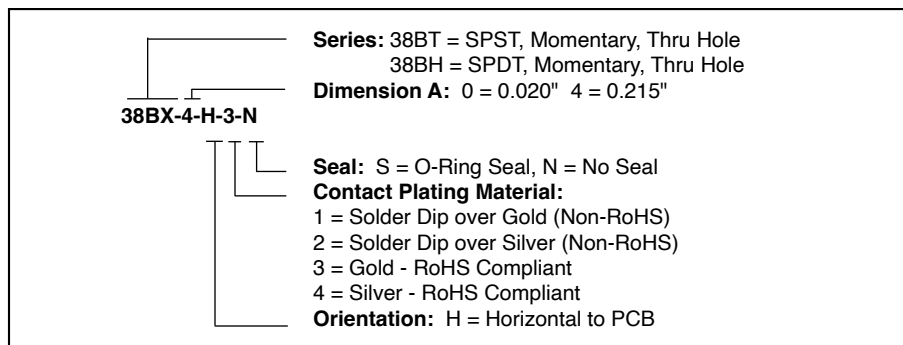 Series: 38BT = SPST, Momentary, Thru Hole
38BH = SPDT, Momentary, Thru Hole
Dimension A: 0 = 0.020" 4 = 0.215"
38BX-4-H-3-N
Seal: S = O-Ring Seal, N = No Seal
Contact Plating Material:
1 = Solder Dip over Gold (Non-RoHS)
2 = Solder Dip over Silver (Non-RoHS)
3 = Gold - RoHS Compliant
4 = Silver - RoHS Compliant
Orientation: H = Horizontal to PCB